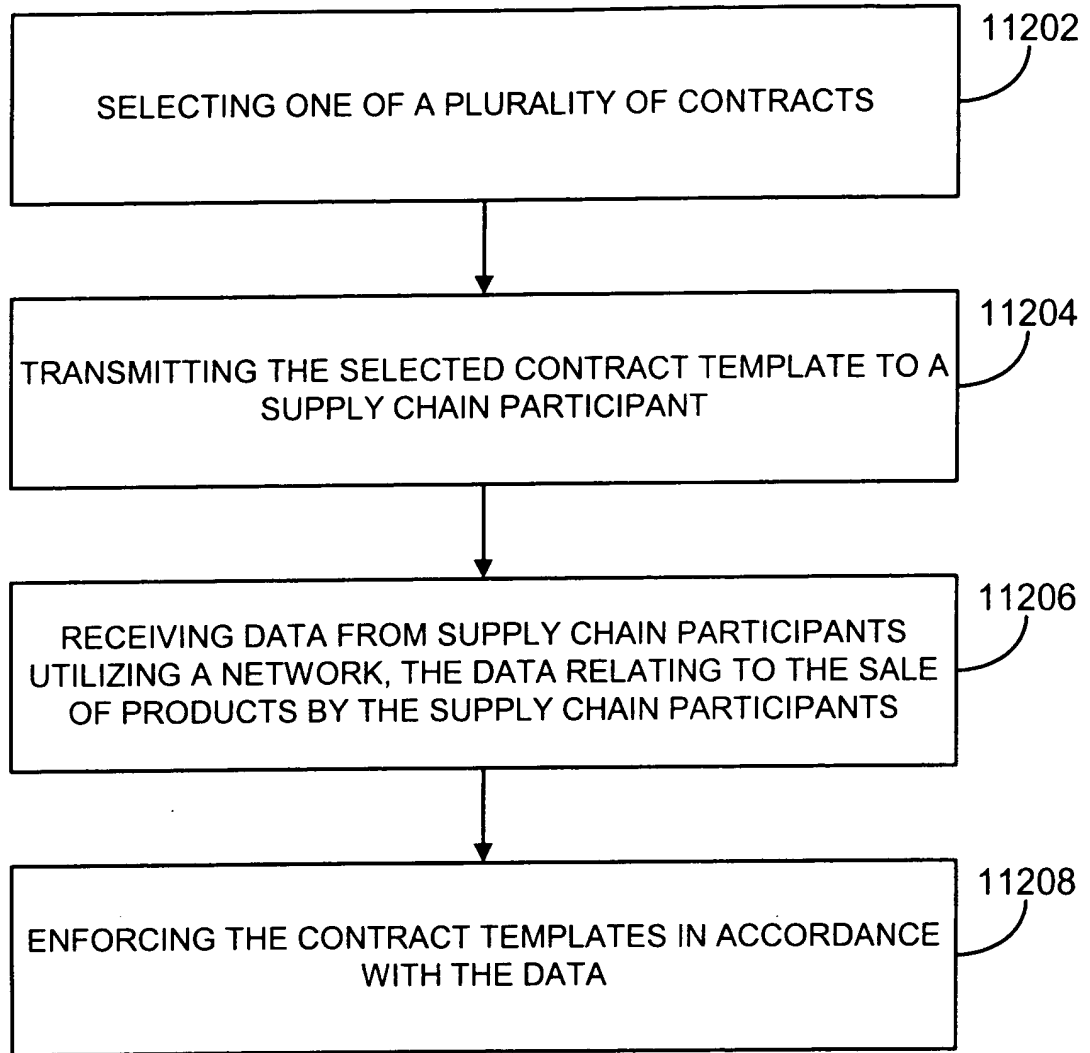 11202
SELECTING ONE OF A PLURALITY OF CONTRACTS
11204
TRANSMITTING THE SELECTED CONTRACT TEMPLATE TO A
SUPPLY CHAIN PARTICIPANT
11206
RECEIVING DATA FROM SUPPLY CHAIN PARTICIPANTS
UTILIZING A NETWORK, THE DATA RELATING TO THE SALE
OF PRODUCTS BY THE SUPPLY CHAIN PARTICIPANTS
11208
ENFORCING THE CONTRACT TEMPLATES IN ACCORDANCE
WITH THE DATA